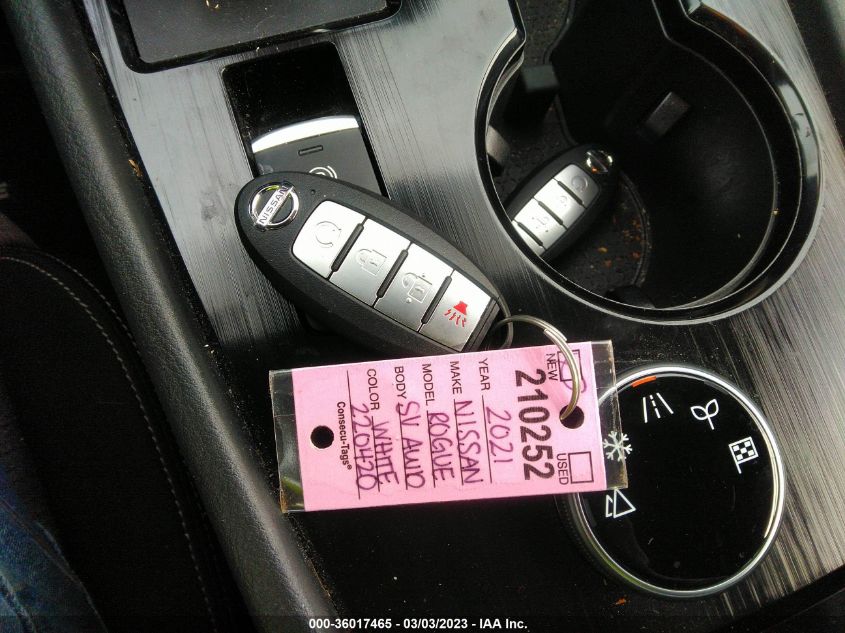 NISSAN
NEW
USED
210252
YEAR 2021
MAKE NISSAN
MODEL ROGUE
BODY SV AWD
COLOR WHITE
220420
Consecu-Tags®
000-36017465 - 03/03/2023 - IAA Inc.